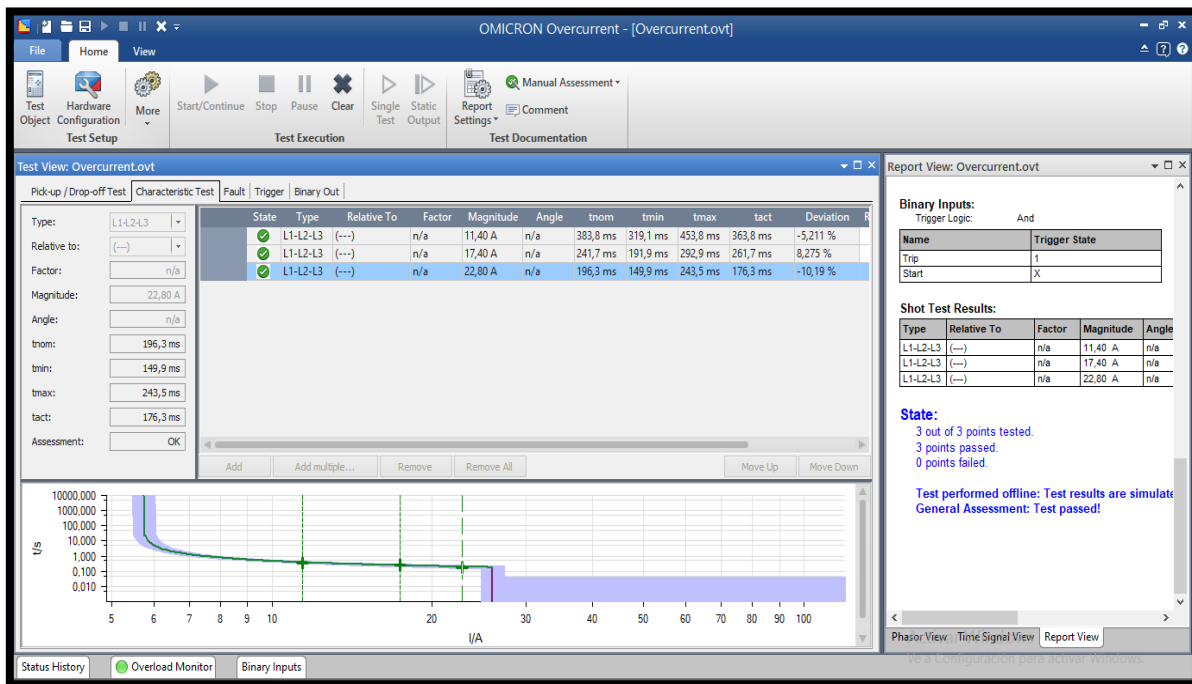 OMICRON Overcurrent - [Overcurrent.ovt]
File Home View
Test Object
Hardware Configuration
More
Test Setup
Start/Continue Stop Pause Clear
Single Test
Static Output
Test Execution
Report Settings
Manual Assessment
Comment
Test Documentation
Test View: Overcurrent.ovt
Pick-up / Drop-off Test Characteristic Test Fault Trigger Binary Out
Type: L1-L2-L3
Relative to: (---)
Factor: n/a
Magnitude: 22,80 A
Angle: n/a
tnom: 196,3 ms
tmin: 149,9 ms
tmax: 243,5 ms
tact: 176,3 ms
Assessment: OK
State Type Relative To Factor Magnitude Angle tnom tmin tmax tact Deviation R
L1-L2-L3 (---) n/a 11,40 A n/a 383,8 ms 319,1 ms 453,8 ms 363,8 ms -5,211 %
L1-L2-L3 (---) n/a 17,40 A n/a 241,7 ms 191,9 ms 292,9 ms 261,7 ms 8,275 %
L1-L2-L3 (---) n/a 22,80 A n/a 196,3 ms 149,9 ms 243,5 ms 176,3 ms -10,19 %
Add Add multiple... Remove Remove All Move Up Move Down
10000,000
1000,000
100,000
10,000
1,000
0,100
0,010
t/s
5 6 7 8 9 10 20 30 40 50 60 70 80 90 100
I/A
Report View: Overcurrent.ovt
Binary Inputs:
Trigger Logic: And
Name Trigger State
Trip 1
Start X
Shot Test Results:
Type Relative To Factor Magnitude Angle
L1-L2-L3 (---) n/a 11,40 A n/a
L1-L2-L3 (---) n/a 17,40 A n/a
L1-L2-L3 (---) n/a 22,80 A n/a
State:
3 out of 3 points tested.
3 points passed.
0 points failed.
Test performed offline: Test results are simulate
General Assessment: Test passed!
Phasor View Time Signal View Report View
Ve a Configuración para activar Windows.
Status History Overload Monitor Binary Inputs